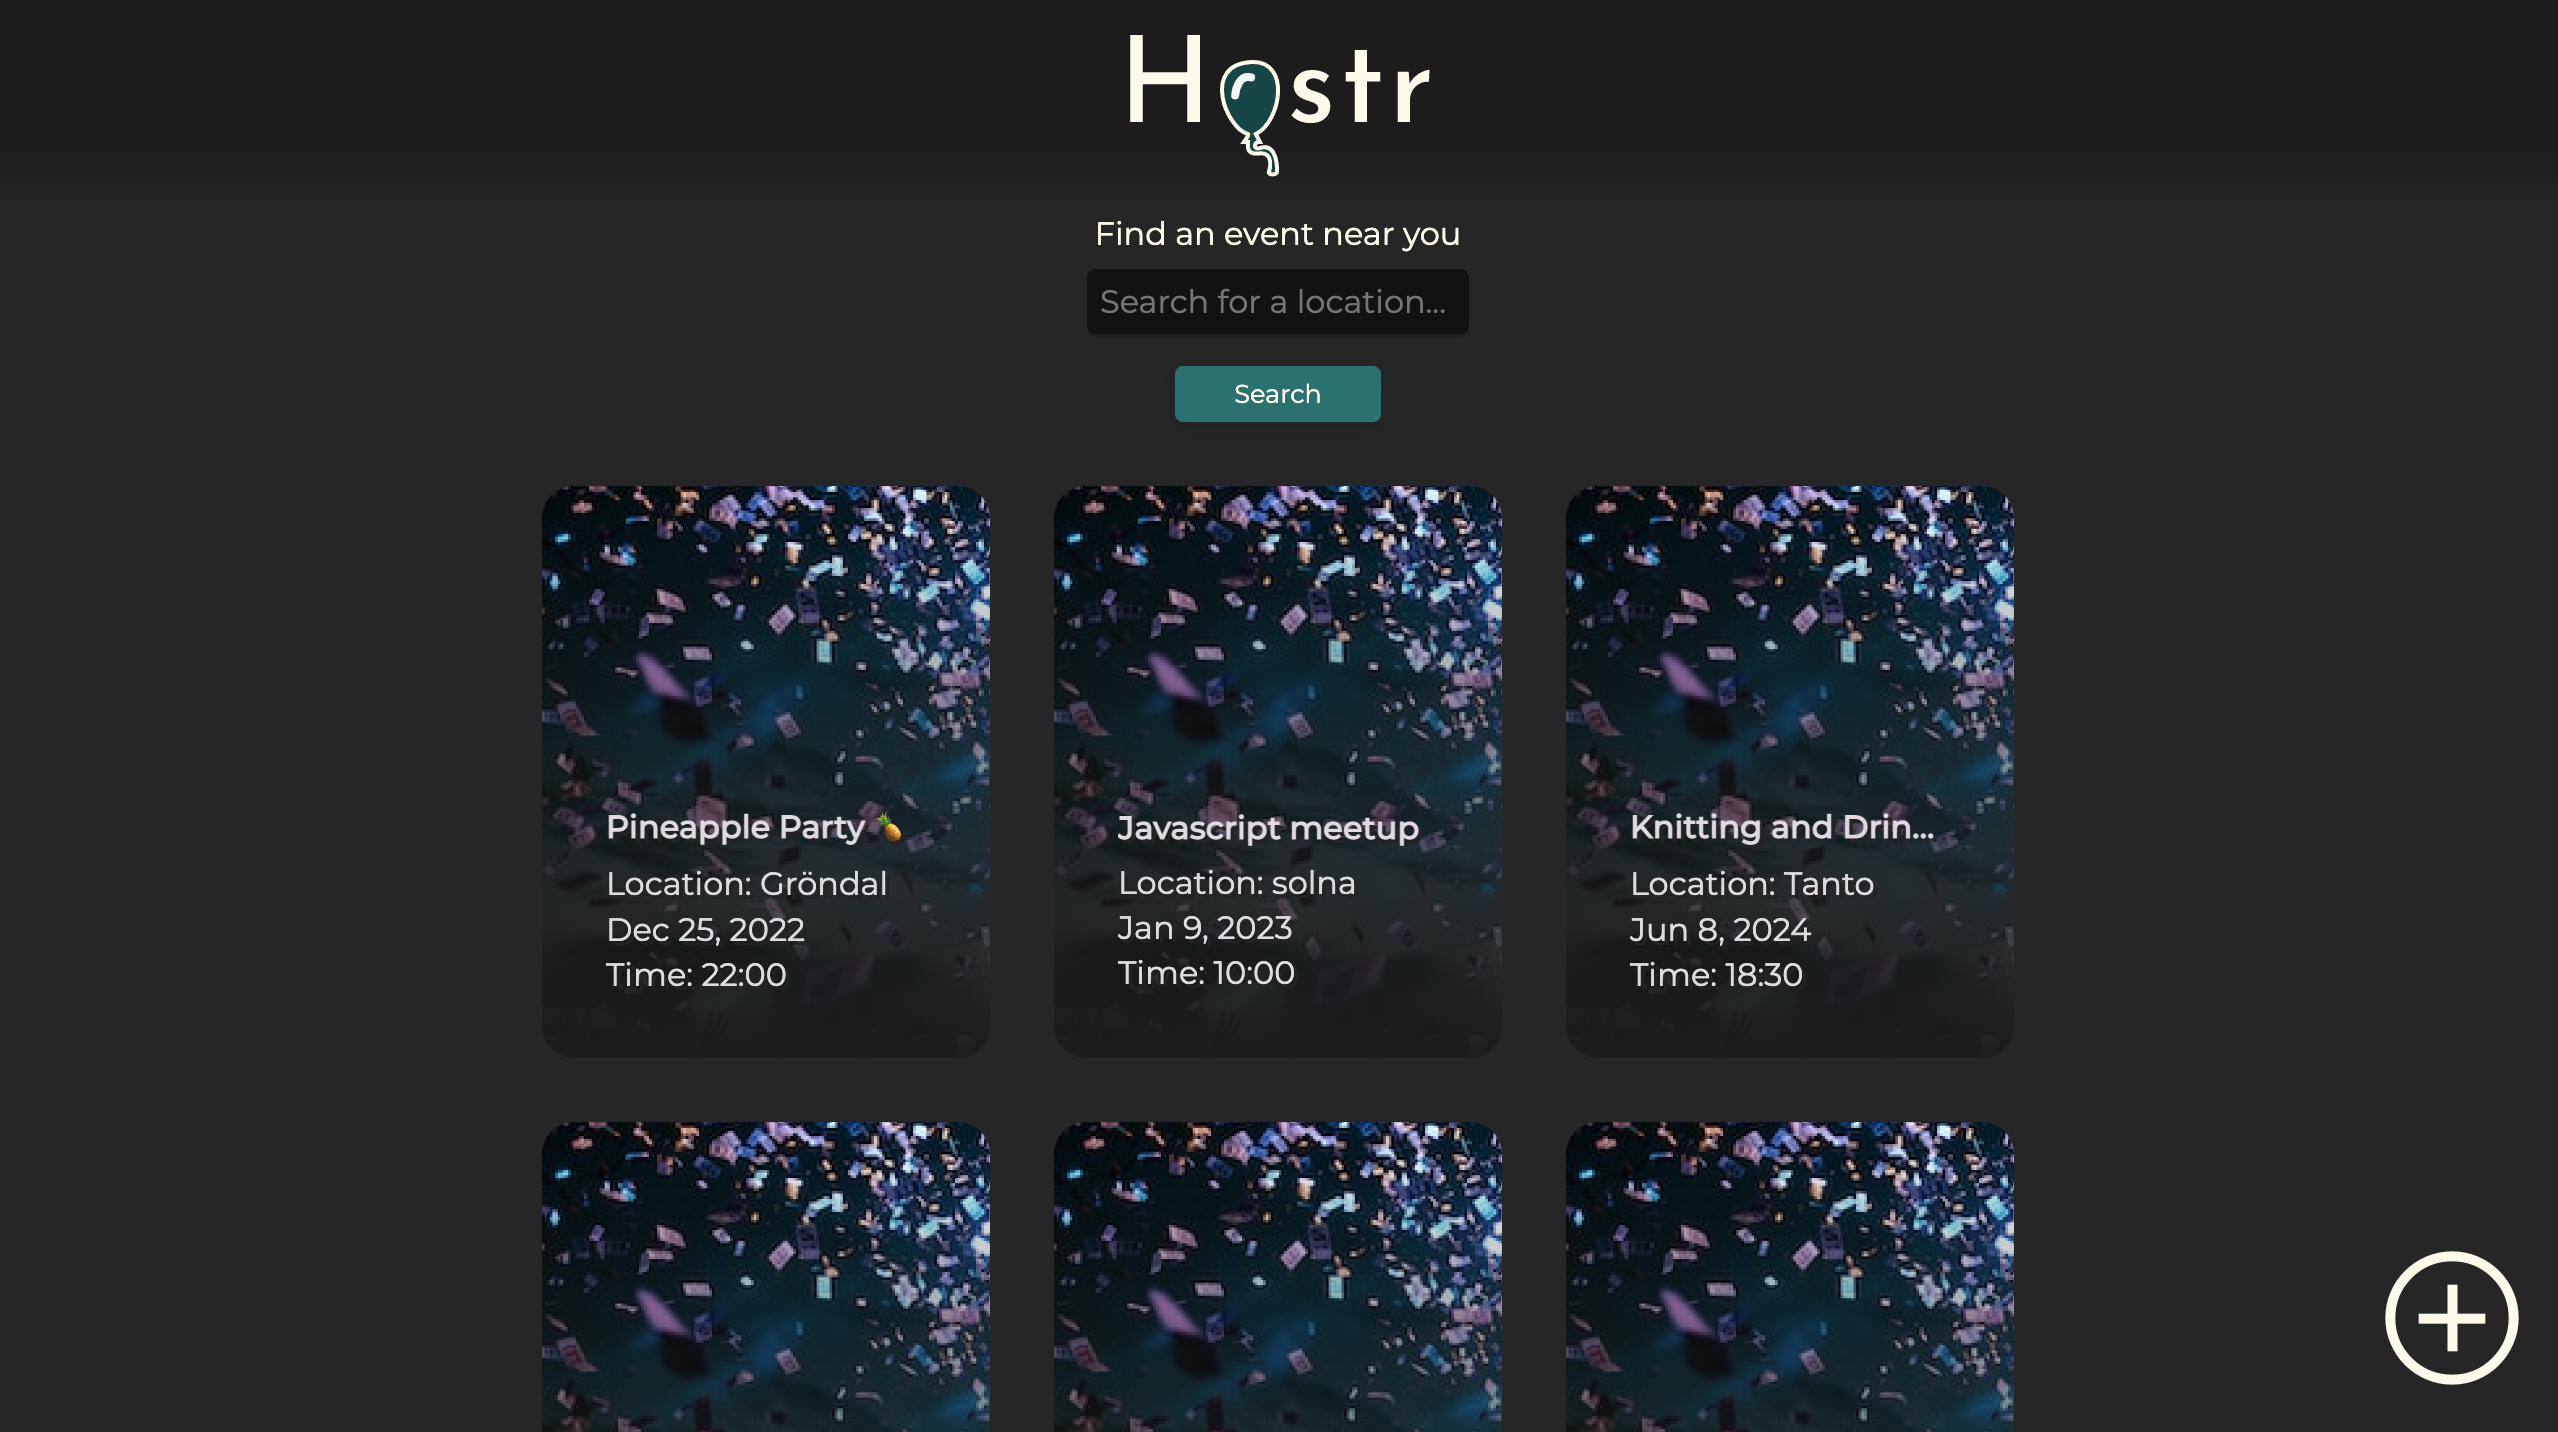 Hostr
Find an event near you
Search for a location...
Search
Pineapple Party 🍍
Location: Gröndal
Dec 25, 2022
Time: 22:00
Javascript meetup
Location: solna
Jan 9, 2023
Time: 10:00
Knitting and Drin...
Location: Tanto
Jun 8, 2024
Time: 18:30